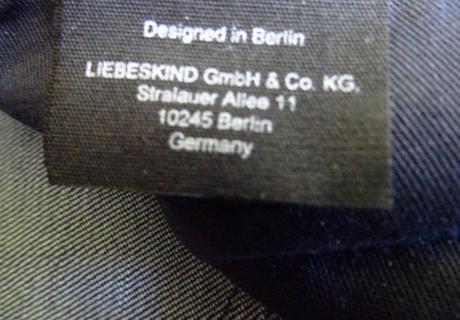 Designed in Berlin
LIEBESKIND GmbH & Co. KG.
Stralauer Allee 11
10245 Berlin
Germany